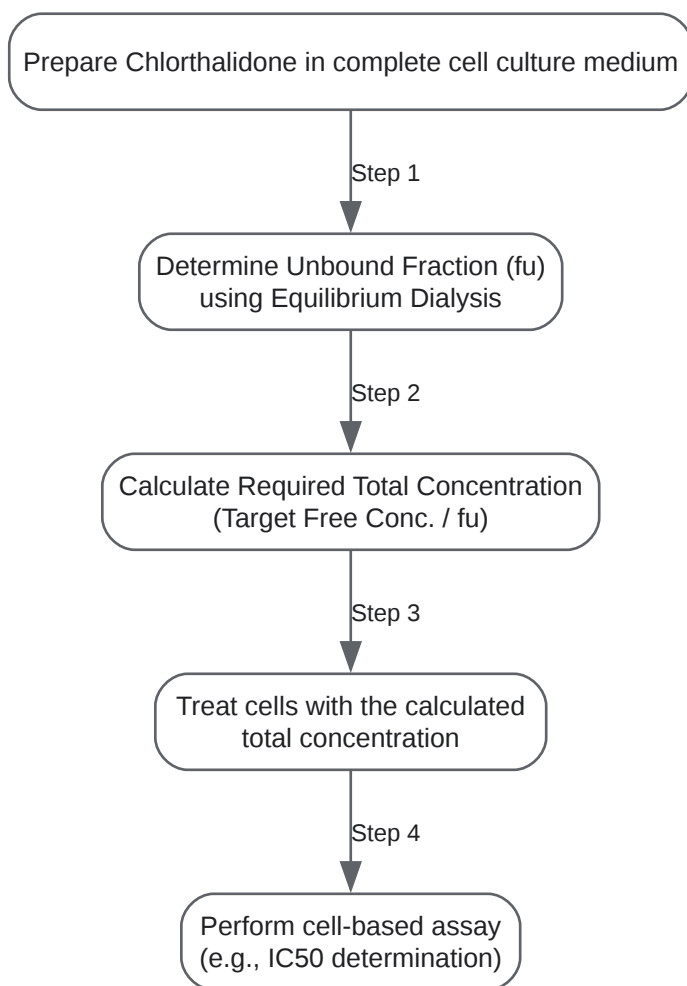 Prepare Chlorthalidone in complete cell culture medium
Step 1
Determine Unbound Fraction (fu)
using Equilibrium Dialysis
Step 2
Calculate Required Total Concentration
(Target Free Conc. / fu)
Step 3
Treat cells with the calculated
total concentration
Step 4
Perform cell-based assay
(e.g., IC50 determination)